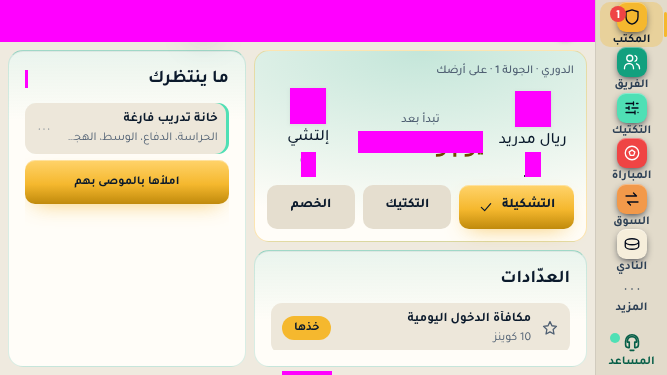 1
المكتب
الفريق
التكتيك
المباراة
السوق
النادي
...
المزيد
المساعد
الدوري · الجولة 1 · على أرضك
ريال مدريد
تبدأ بعد
إلتشي
التشكيلة
التكتيك
الخصم
العدّادات
مكافأة الدخول اليومية
10 كوينز
خذها
ما ينتظرك
خانة تدريب فارغة
الحراسة، الدفاع، الوسط، الهجـ...
...
املأها بالموصى بهم